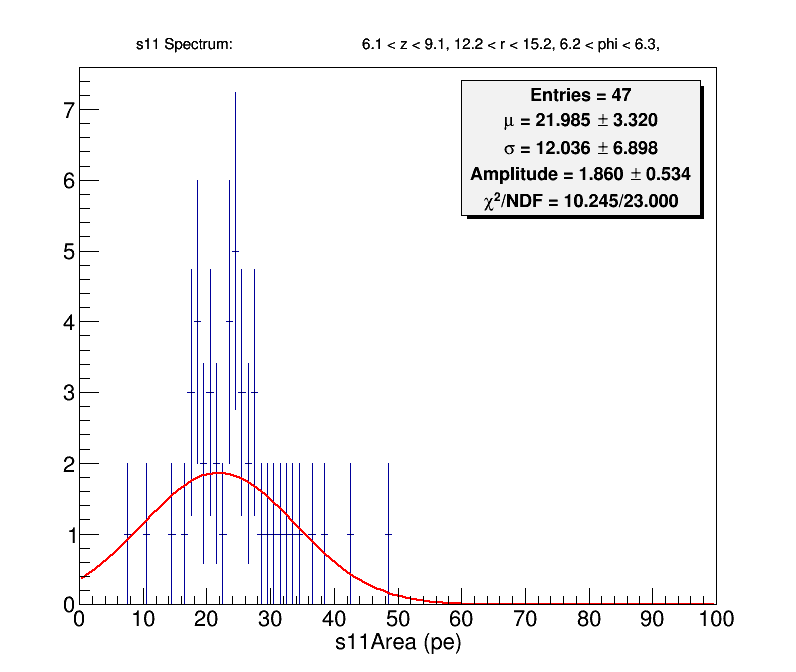 s11 Spectrum: 6.1 < z < 9.1, 12.2 < r < 15.2, 6.2 < phi < 6.3,
Entries = 47
μ = 21.985 ± 3.320
σ = 12.036 ± 6.898
Amplitude = 1.860 ± 0.534
χ²/NDF = 10.245/23.000
7
6
5
4
3
2
1
0
0 10 20 30 40 50 60 70 80 90 100
s11Area (pe)